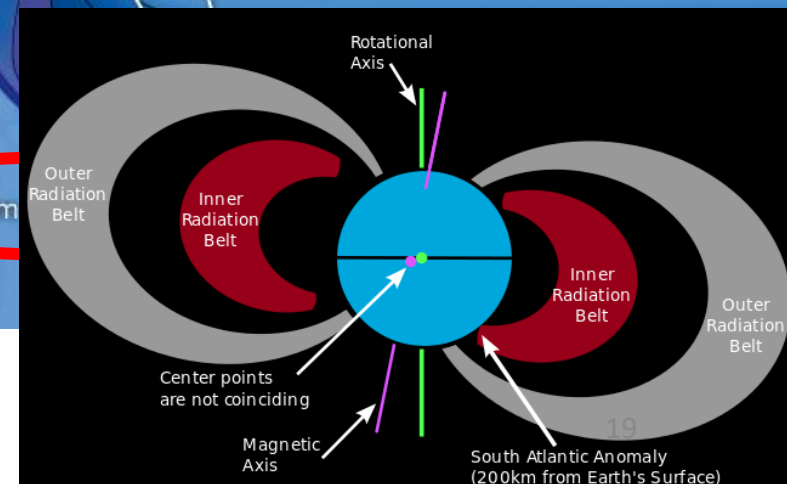 Rotational
Axis
Outer
Radiation
Belt
Inner
Radiation
Belt
m
Inner
Radiation
Belt
Outer
Radiation
Belt
Center points
are not coinciding
Magnetic
Axis
19
South Atlantic Anomaly
(200km from Earth's Surface)